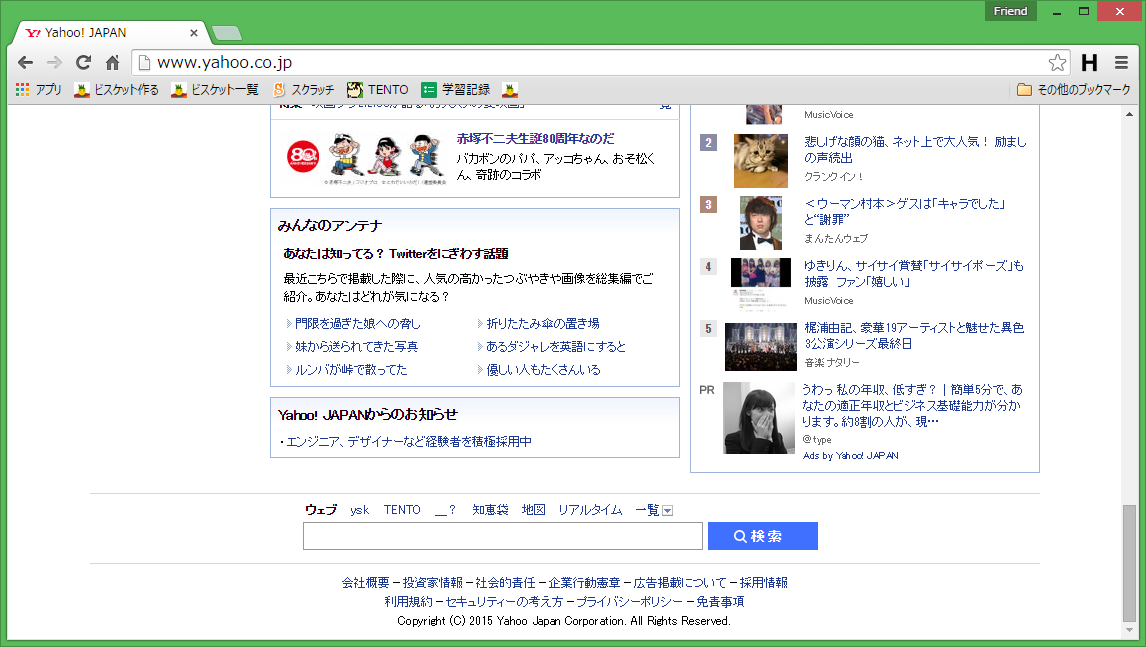 Friend
Yahoo! JAPAN
www.yahoo.co.jp
アプリ
ビスケット作る
ビスケット一覧
スクラッチ
TENTO
学習記録
その他のブックマーク
赤塚不二夫生誕80周年なのだ
バカボンのパパ、アッコちゃん、おそ松く
ん、奇跡のコラボ
みんなのアンテナ
あなたは知ってる？ Twitterをにぎわす話題
最近こちらで掲載した際に、人気の高かったつぶやきや画像を総集編でご
紹介。あなたはどれが気になる？
門限を過ぎた娘への脅し
折りたたみ傘の置き場
妹から送られてきた写真
あるダジャレを英語にすると
ルンバが峠で散ってた
優しい人もたくさんいる
Yahoo! JAPANからのお知らせ
・エンジニア、デザイナーなど経験者を積極採用中
MusicVoice
2
悲しげな顔の猫、ネット上で大人気！ 励まし
の声続出
クランクイン！
3
＜ウーマン村本＞ゲスは「キャラでした」
と“謝罪”
まんたんウェブ
4
ゆきりん、サイサイ賞賛「サイサイポーズ」も
披露　ファン「嬉しい」
MusicVoice
5
梶浦由記、豪華19アーティストと魅せた異色
3公演シリーズ最終日
音楽ナタリー
PR
うわっ 私の年収、低すぎ？｜簡単5分で、あ
なたの適正年収とビジネス基礎能力が分か
ります。約8割の人が、現…
@type
Ads by Yahoo! JAPAN
ウェブ ysk TENTO __? 知恵袋 地図 リアルタイム 一覧
検索
会社概要 - 投資家情報 - 社会的責任 - 企業行動憲章 - 広告掲載について - 採用情報
利用規約 - セキュリティーの考え方 - プライバシーポリシー - 免責事項
Copyright (C) 2015 Yahoo Japan Corporation. All Rights Reserved.